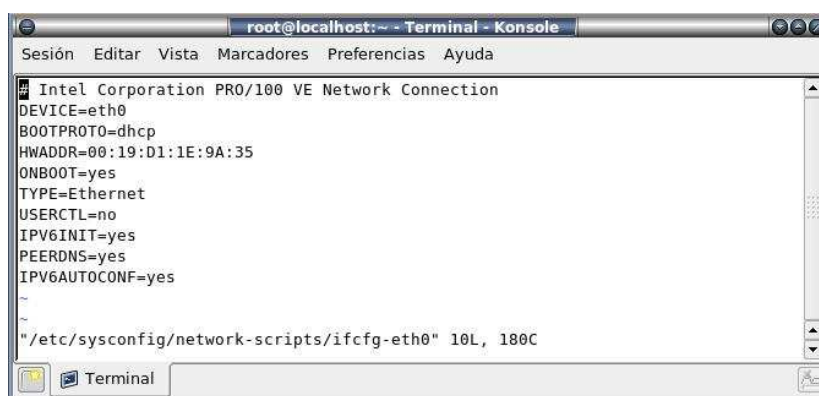 root@localhost:~ - Terminal - Konsole
Sesión Editar Vista Marcadores Preferencias Ayuda
# Intel Corporation PRO/100 VE Network Connection
DEVICE=eth0
BOOTPROTO=dhcp
HWADDR=00:19:D1:1E:9A:35
ONBOOT=yes
TYPE=Ethernet
USERCTL=no
IPV6INIT=yes
PEERDNS=yes
IPV6AUTOCONF=yes
~
~
"/etc/sysconfig/network-scripts/ifcfg-eth0" 10L, 180C
Terminal